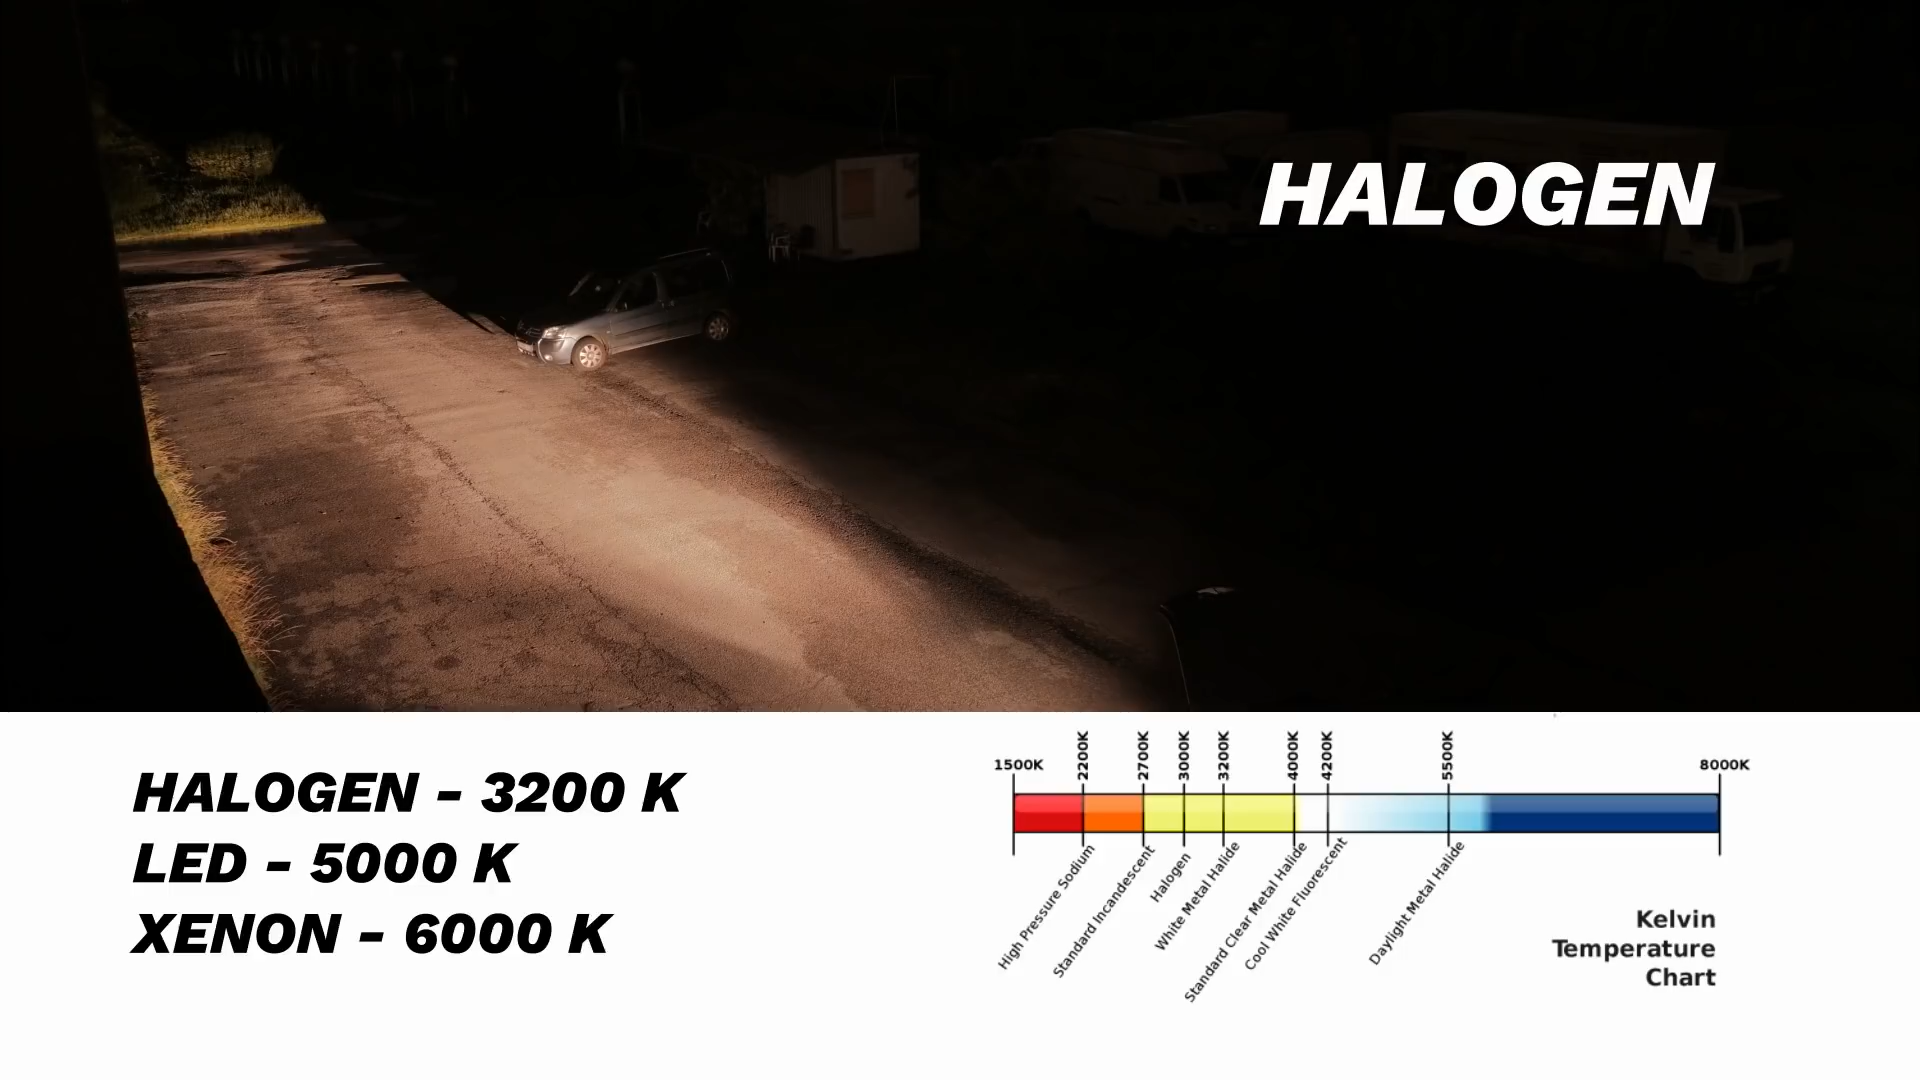 HALOGEN
HALOGEN - 3200 K
LED - 5000 K
XENON - 6000 K
1500K
2200K
2700K
3000K
3200K
4000K
4200K
5500K
8000K
High Pressure Sodium
Standard Incandescent
Halogen
White Metal Halide
Standard Clear Metal Halide
Cool White Fluorescent
Daylight Metal Halide
Kelvin
Temperature
Chart